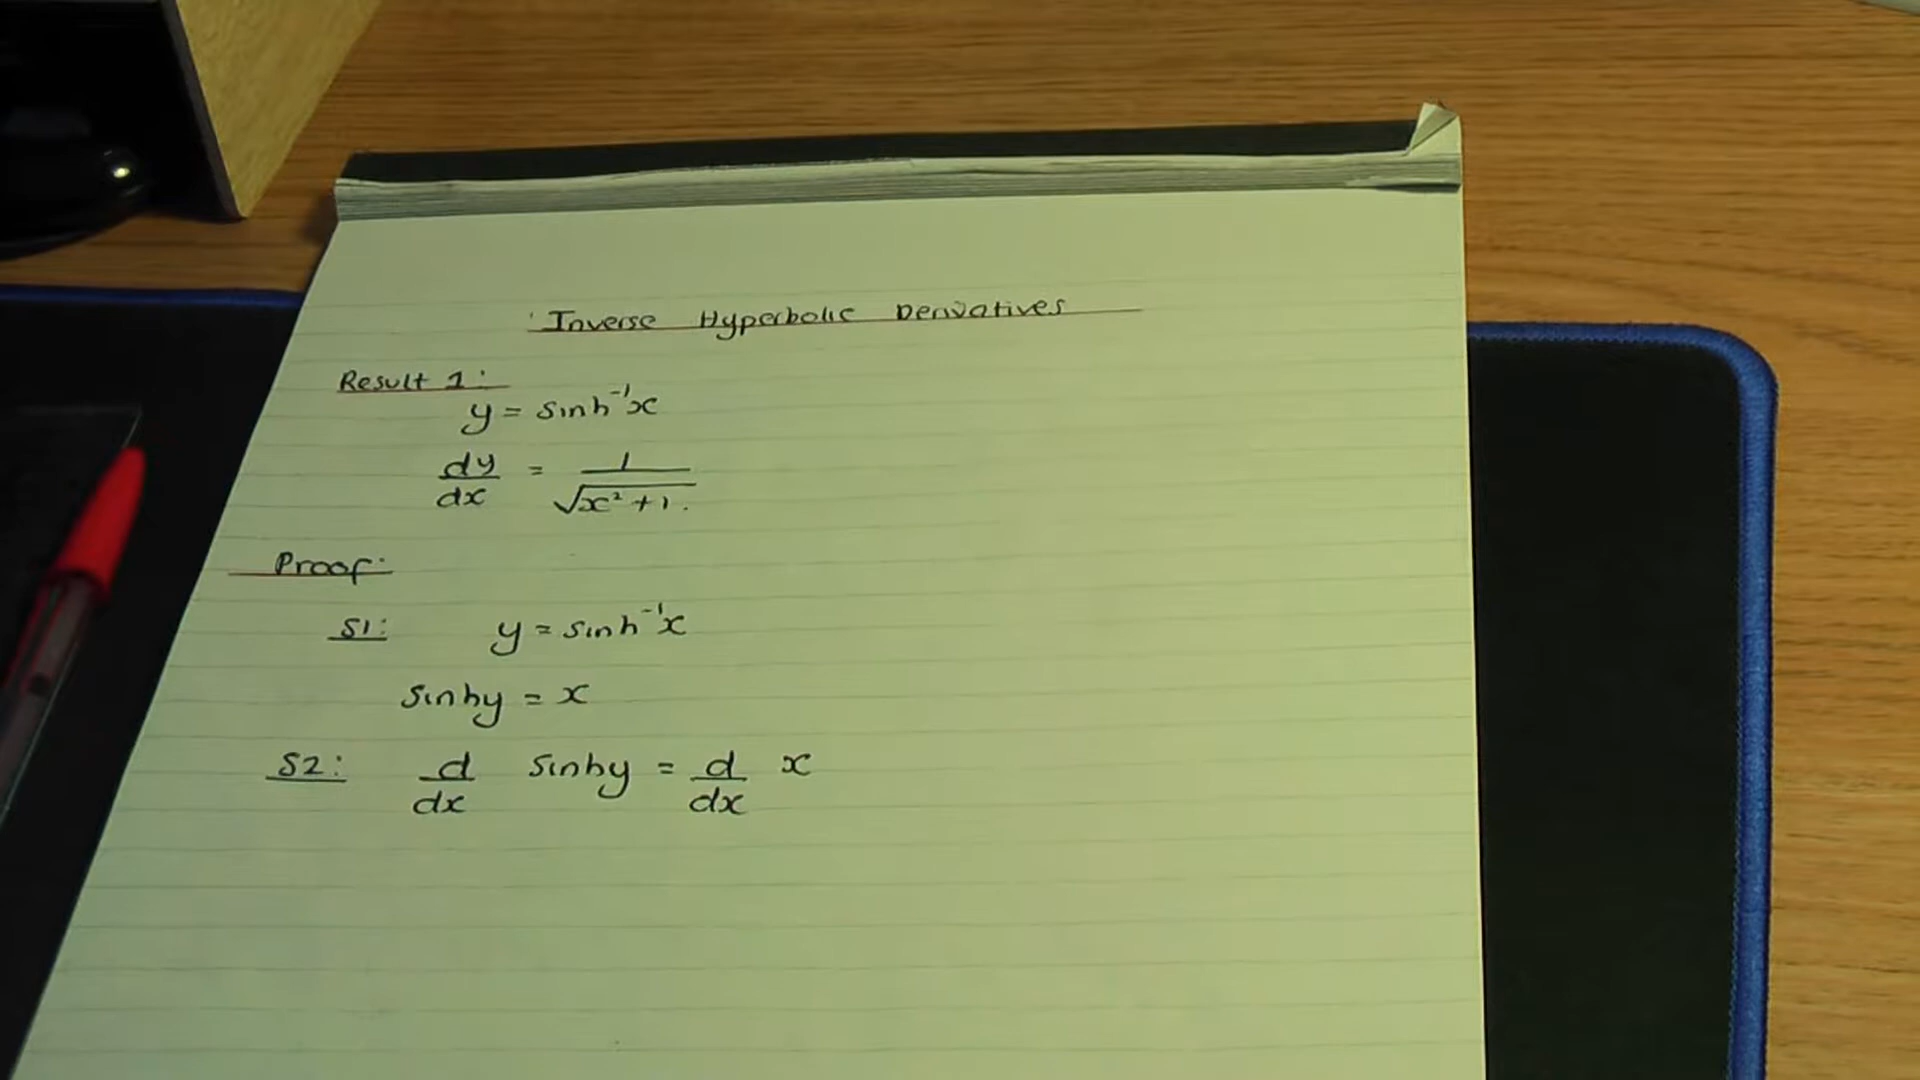 Inverse Hyperbolic Derivatives
Result 1:
y = sinh⁻¹x
dy/dx = 1/√x² + 1.
Proof:
S1: y = sinh⁻¹x
sinhy = x
S2: d/dx sinhy = d/dx x